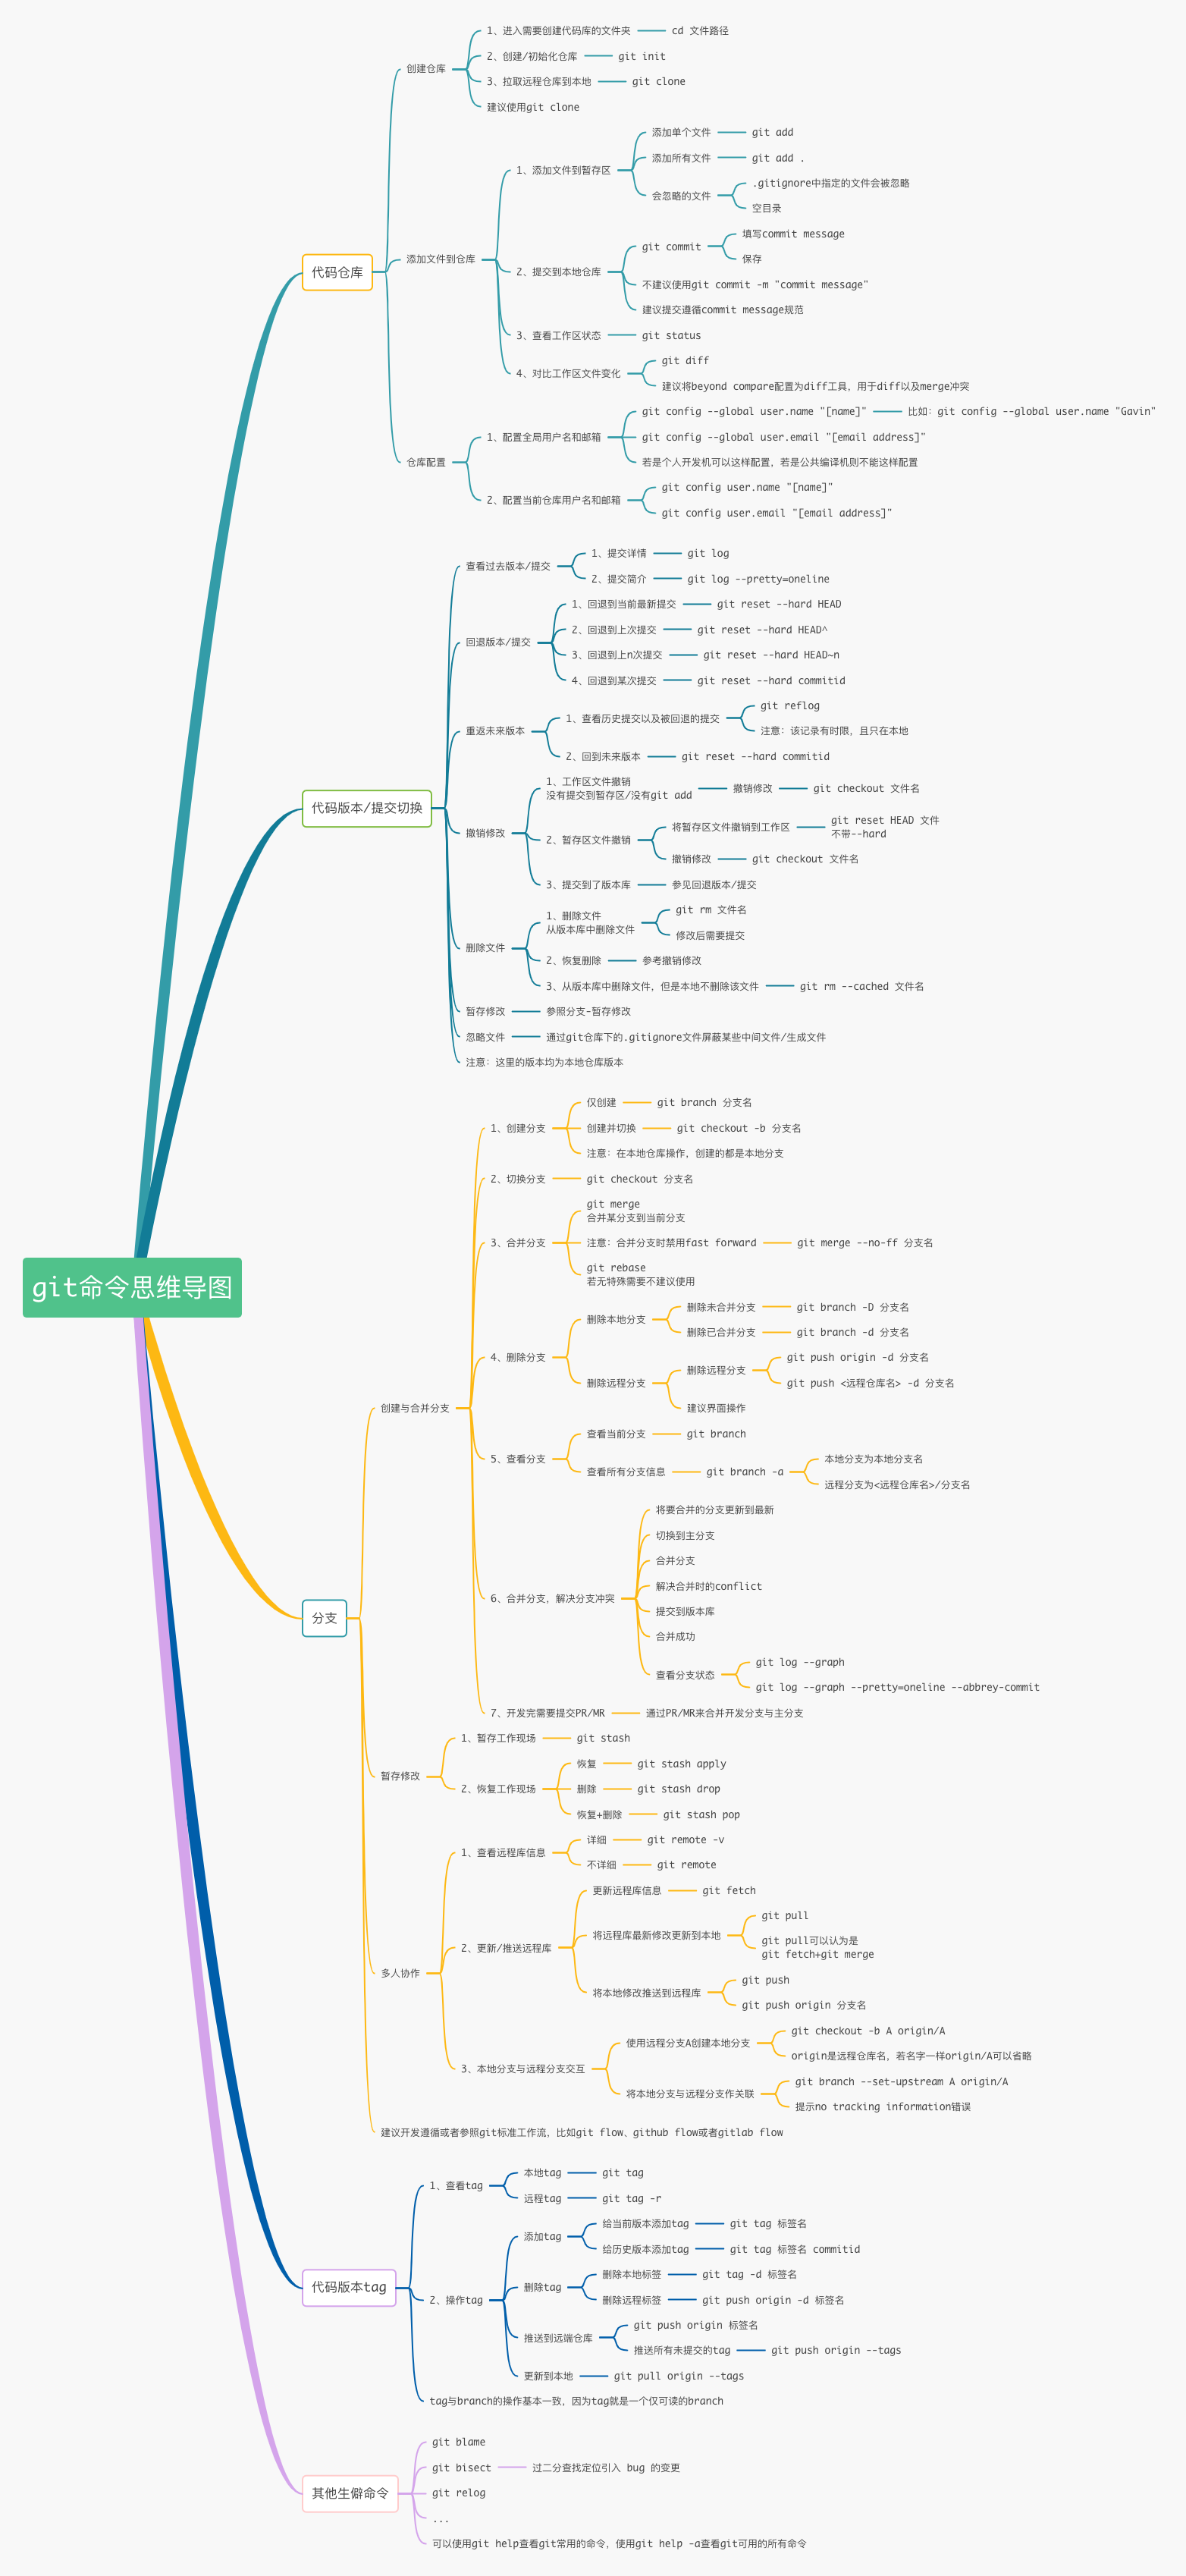 git命令思维导图
代码仓库
创建仓库
1、进入需要创建代码库的文件夹
cd 文件路径
2、创建/初始化仓库
git init
3、拉取远程仓库到本地
git clone
建议使用git clone
添加文件到仓库
1、添加文件到暂存区
添加单个文件
git add
添加所有文件
git add .
会忽略的文件
.gitignore中指定的文件会被忽略
空目录
2、提交到本地仓库
git commit
填写commit message
保存
不建议使用git commit -m "commit message"
建议提交遵循commit message规范
3、查看工作区状态
git status
4、对比工作区文件变化
git diff
建议将beyond compare配置为diff工具，用于diff以及merge冲突
仓库配置
1、配置全局用户名和邮箱
git config --global user.name "[name]"
比如：git config --global user.name "Gavin"
git config --global user.email "[email address]"
若是个人开发机可以这样配置，若是公共编译机则不能这样配置
2、配置当前仓库用户名和邮箱
git config user.name "[name]"
git config user.email "[email address]"
代码版本/提交切换
查看过去版本/提交
1、提交详情
git log
2、提交简介
git log --pretty=oneline
回退版本/提交
1、回退到当前最新提交
git reset --hard HEAD
2、回退到上次提交
git reset --hard HEAD^
3、回退到上n次提交
git reset --hard HEAD~n
4、回退到某次提交
git reset --hard commitid
重返未来版本
1、查看历史提交以及被回退的提交
git reflog
注意：该记录有时限，且只在本地
2、回到未来版本
git reset --hard commitid
撤销修改
1、工作区文件撤销
没有提交到暂存区/没有git add
撤销修改
git checkout 文件名
2、暂存区文件撤销
将暂存区文件撤销到工作区
git reset HEAD 文件
不带--hard
撤销修改
git checkout 文件名
3、提交到了版本库
参见回退版本/提交
删除文件
1、删除文件
从版本库中删除文件
git rm 文件名
修改后需要提交
2、恢复删除
参考撤销修改
3、从版本库中删除文件，但是本地不删除该文件
git rm --cached 文件名
暂存修改
参照分支-暂存修改
忽略文件
通过git仓库下的.gitignore文件屏蔽某些中间文件/生成文件
注意：这里的版本均为本地仓库版本
分支
创建与合并分支
1、创建分支
仅创建
git branch 分支名
创建并切换
git checkout -b 分支名
注意：在本地仓库操作，创建的都是本地分支
2、切换分支
git checkout 分支名
3、合并分支
git merge
合并某分支到当前分支
注意：合并分支时禁用fast forward
git merge --no-ff 分支名
git rebase
若无特殊需要不建议使用
4、删除分支
删除本地分支
删除未合并分支
git branch -D 分支名
删除已合并分支
git branch -d 分支名
删除远程分支
删除远程分支
git push origin -d 分支名
git push <远程仓库名> -d 分支名
建议界面操作
5、查看分支
查看当前分支
git branch
查看所有分支信息
git branch -a
本地分支为本地分支名
远程分支为<远程仓库名>/分支名
6、合并分支，解决分支冲突
将要合并的分支更新到最新
切换到主分支
合并分支
解决合并时的conflict
提交到版本库
合并成功
查看分支状态
git log --graph
git log --graph --pretty=oneline --abbrey-commit
7、开发完需要提交PR/MR
通过PR/MR来合并开发分支与主分支
暂存修改
1、暂存工作现场
git stash
2、恢复工作现场
恢复
git stash apply
删除
git stash drop
恢复+删除
git stash pop
多人协作
1、查看远程库信息
详细
git remote -v
不详细
git remote
2、更新/推送远程库
更新远程库信息
git fetch
将远程库最新修改更新到本地
git pull
git pull可以认为是
git fetch+git merge
将本地修改推送到远程库
git push
git push origin 分支名
3、本地分支与远程分支交互
使用远程分支A创建本地分支
git checkout -b A origin/A
origin是远程仓库名，若名字一样origin/A可以省略
将本地分支与远程分支作关联
git branch --set-upstream A origin/A
提示no tracking information错误
建议开发遵循或者参照git标准工作流，比如git flow、github flow或者gitlab flow
代码版本tag
1、查看tag
本地tag
git tag
远程tag
git tag -r
2、操作tag
添加tag
给当前版本添加tag
git tag 标签名
给历史版本添加tag
git tag 标签名 commitid
删除tag
删除本地标签
git tag -d 标签名
删除远程标签
git push origin -d 标签名
推送到远端仓库
git push origin 标签名
推送所有未提交的tag
git push origin --tags
更新到本地
git pull origin --tags
tag与branch的操作基本一致，因为tag就是一个仅可读的branch
其他生僻命令
git blame
git bisect
过二分查找定位引入 bug 的变更
git relog
...
可以使用git help查看git常用的命令，使用git help -a查看git可用的所有命令